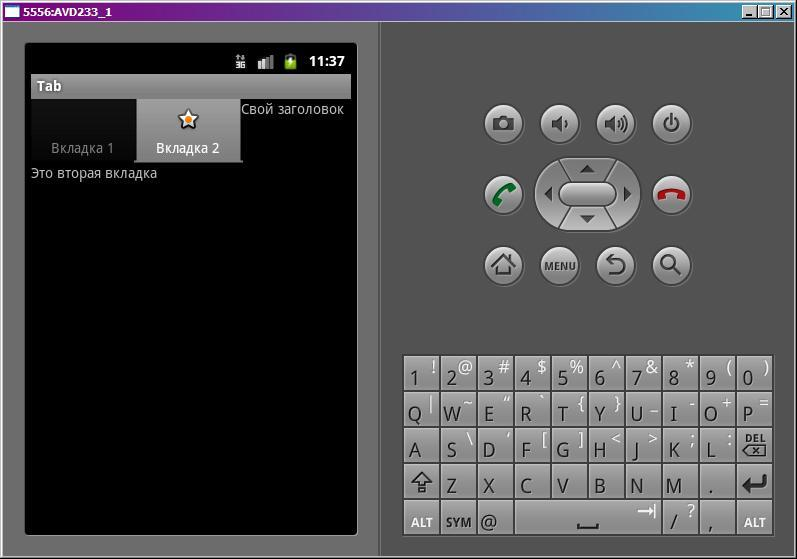 5556:AVD233_1
3G 11:37
Tab
Вкладка 1 Вкладка 2 Свой заголовок
Это вторая вкладка
MENU
1 ! 2 @ 3 # 4 $ 5 % 6 ^ 7 & 8 * 9 ( 0 )
Q | W ~ E “ R ` T { Y } U _ I - O + P =
A S \ D ‘ F [ G ] H < J > K ; L : DEL
Z X C V B N M .
ALT SYM @ / ? , ALT